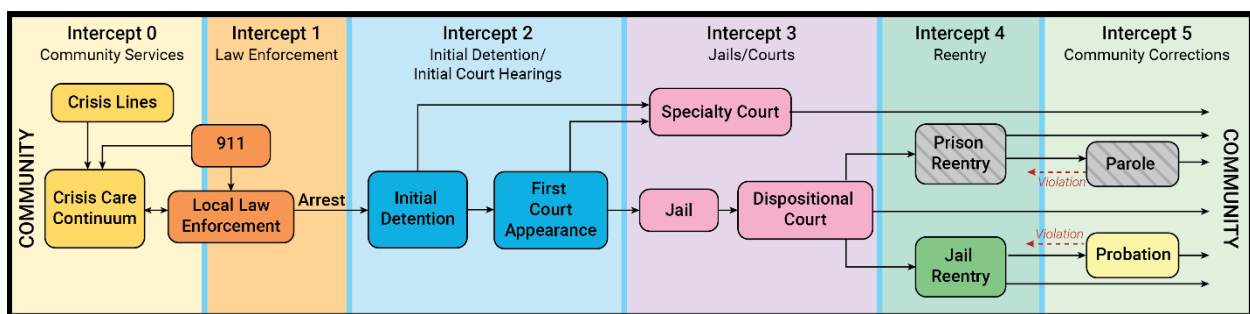 Intercept 0
Community Services
Intercept 1
Law Enforcement
Intercept 2
Initial Detention/
Initial Court Hearings
Intercept 3
Jails/Courts
Intercept 4
Reentry
Intercept 5
Community Corrections
COMMUNITY
Crisis Lines
911
Crisis Care
Continuum
Local Law
Enforcement
Arrest
Initial
Detention
First
Court
Appearance
Specialty Court
Jail
Dispositional
Court
Prison
Reentry
Parole
Violation
Jail
Reentry
Violation
Probation
COMMUNITY